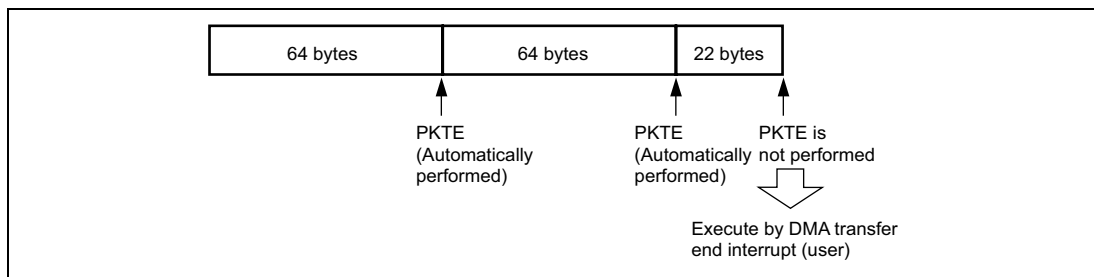 64 bytes
64 bytes
22 bytes
PKTE
(Automatically
performed)
PKTE
(Automatically
performed)
PKTE is
not performed
Execute by DMA transfer
end interrupt (user)